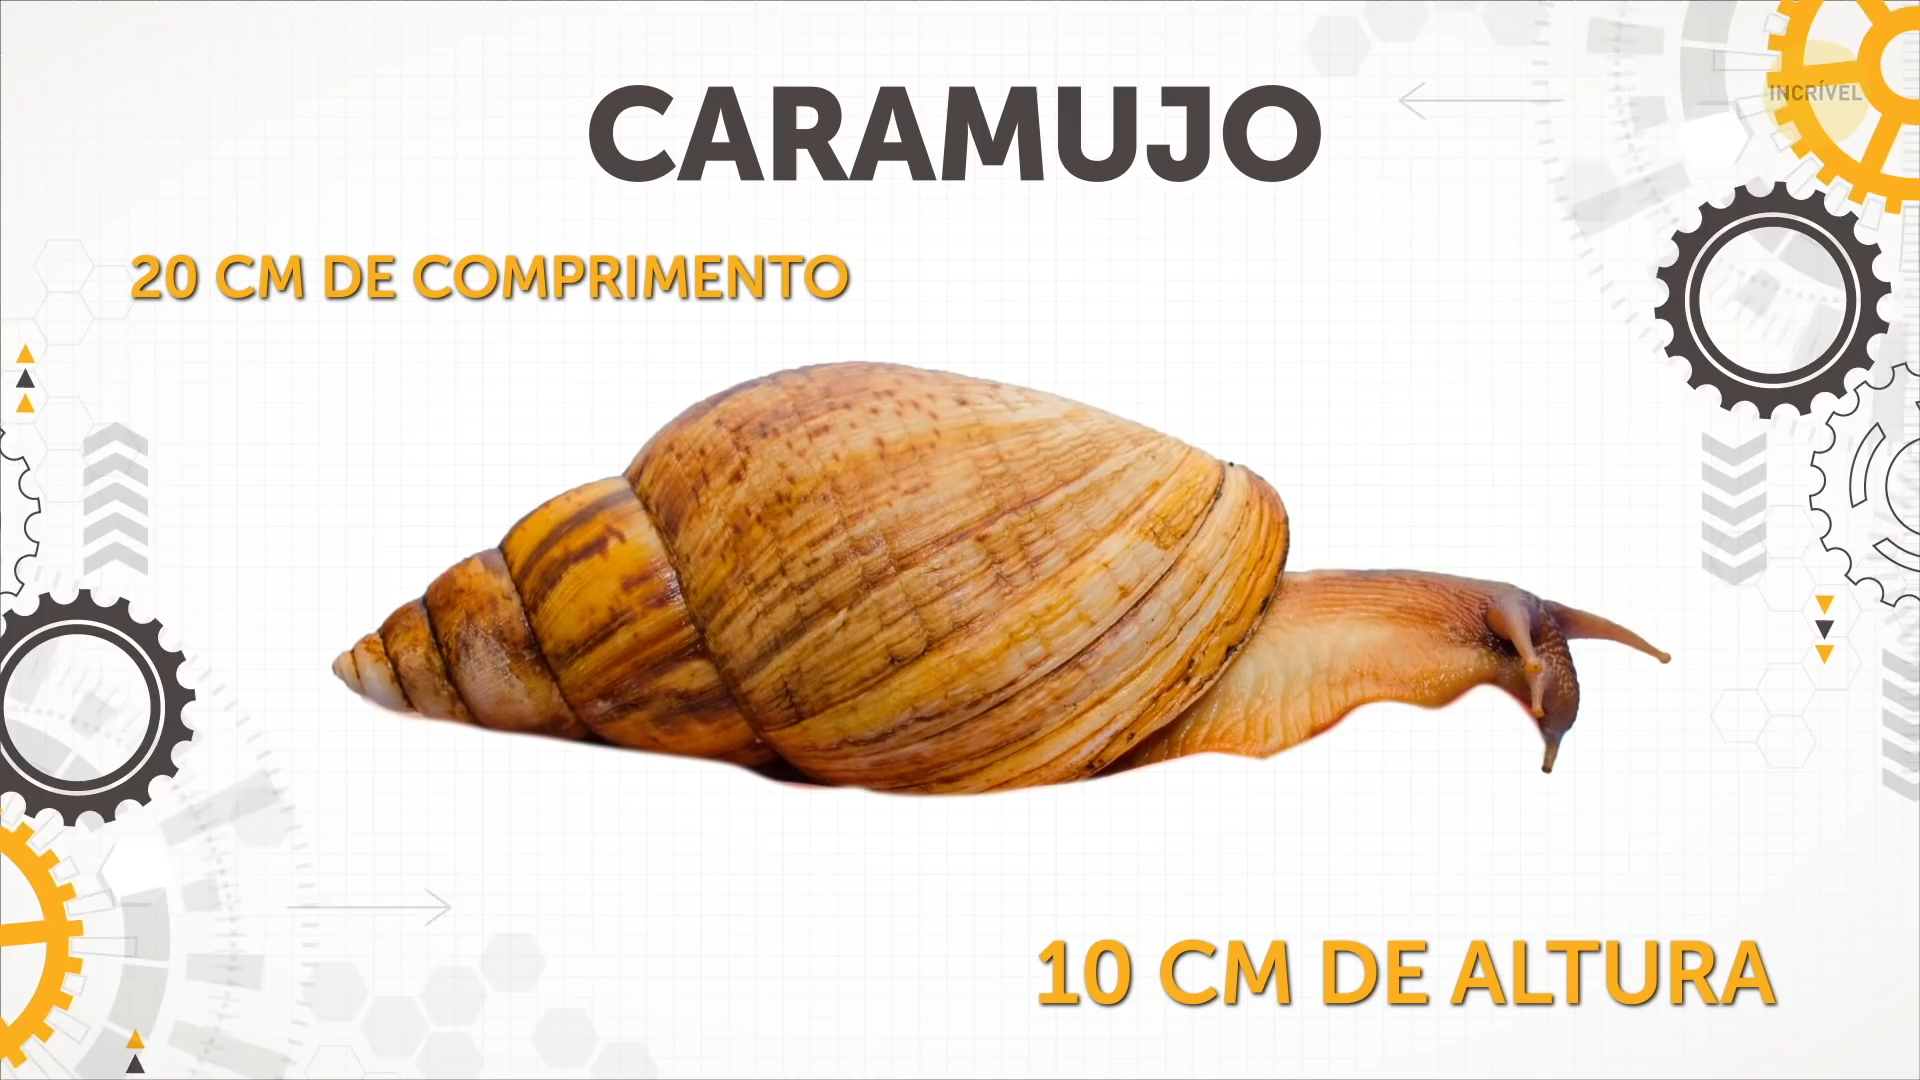 INCRÍVEL
CARAMUJO
20 CM DE COMPRIMENTO
10 CM DE ALTURA